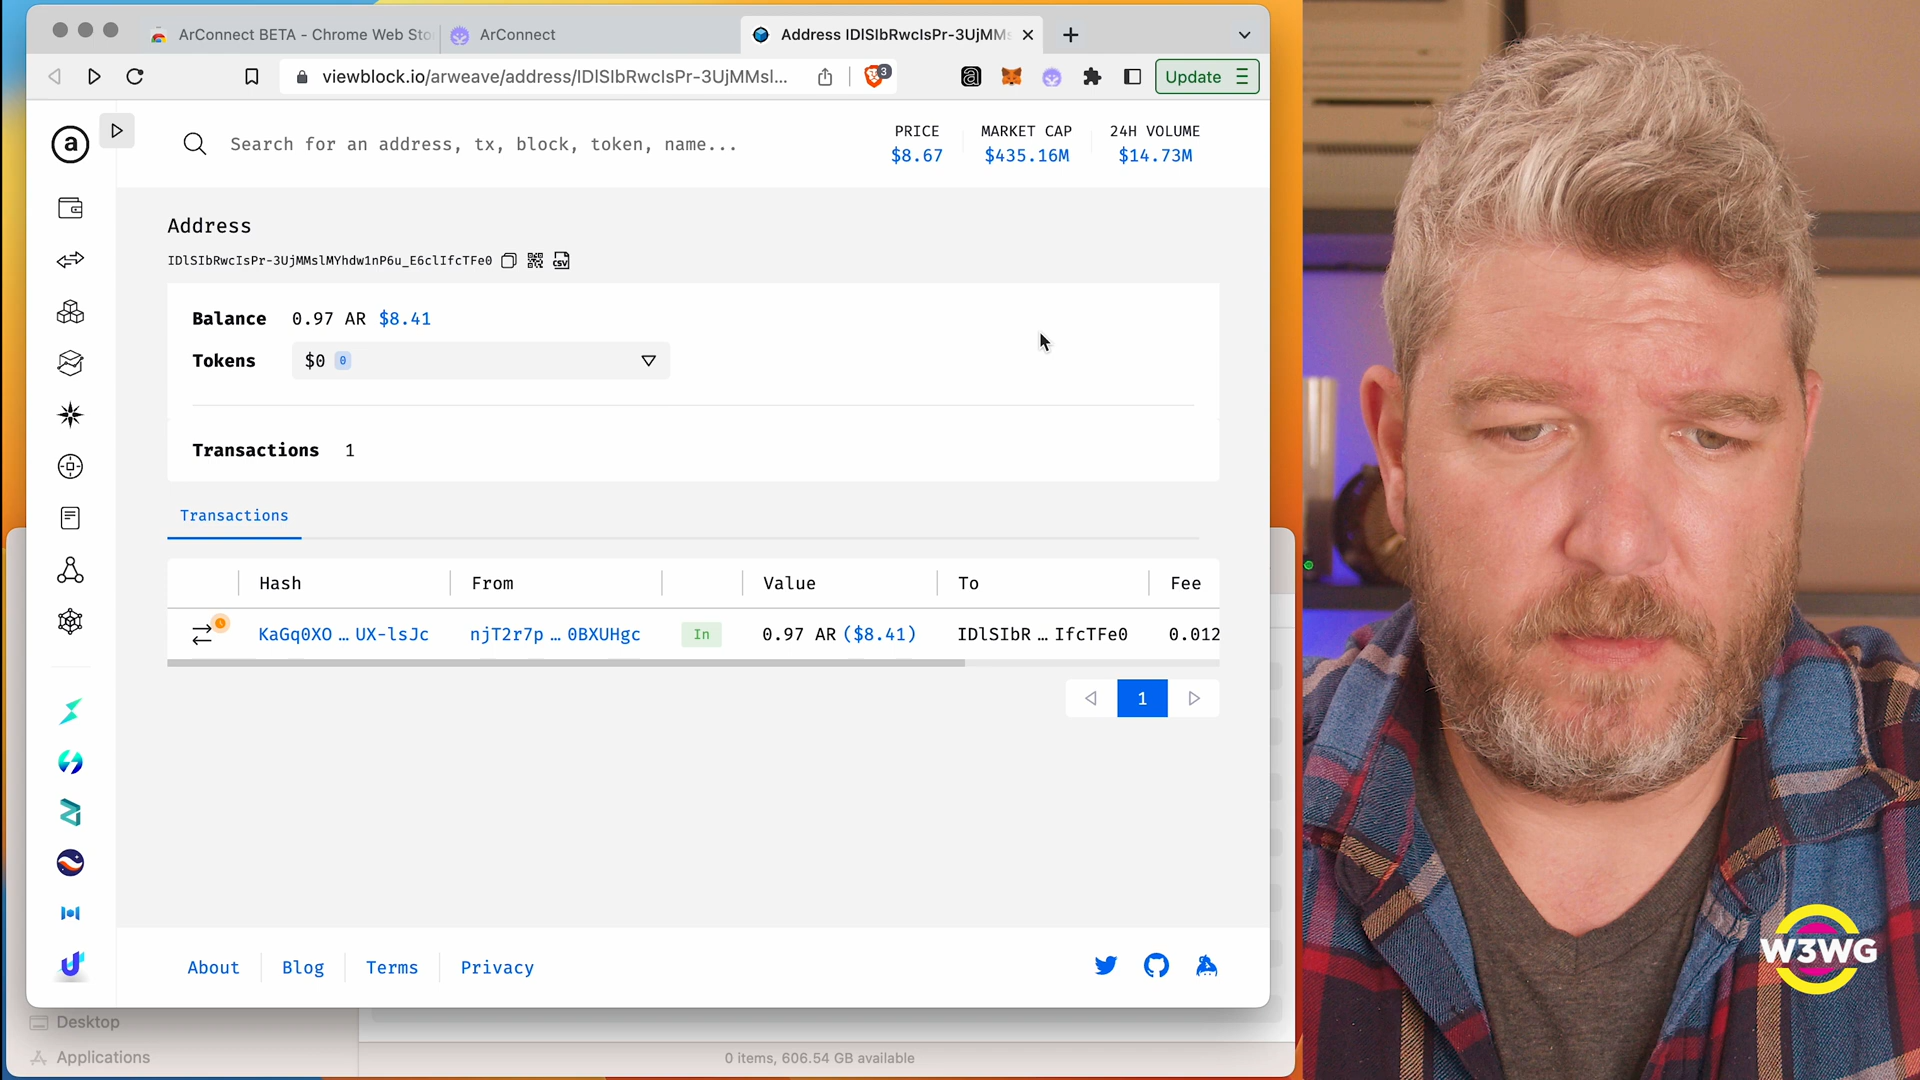 ArConnect BETA - Chrome Web Sto
ArConnect
Address IDlSIbRwcIsPr-3UjMMs
viewblock.io/arweave/address/IDlSIbRwcIsPr-3UjMMsl...
3
Update
a
Search for an address, tx, block, token, name...
PRICE
$8.67
MARKET CAP
$435.16M
24H VOLUME
$14.73M
Address
IDlSIbRwcIsPr-3UjMMslMYhdw1nP6u_E6clIfcTFe0
CSV
Balance 0.97 AR $8.41
Tokens $0 0
Transactions 1
Transactions
Hash From Value To Fee
KaGq0XO … UX-lsJc njT2r7p … 0BXUHgc In 0.97 AR ($8.41) IDlSIbR … IfcTFe0 0.012
1
About Blog Terms Privacy
Desktop
Applications
0 items, 606.54 GB available
W3WG